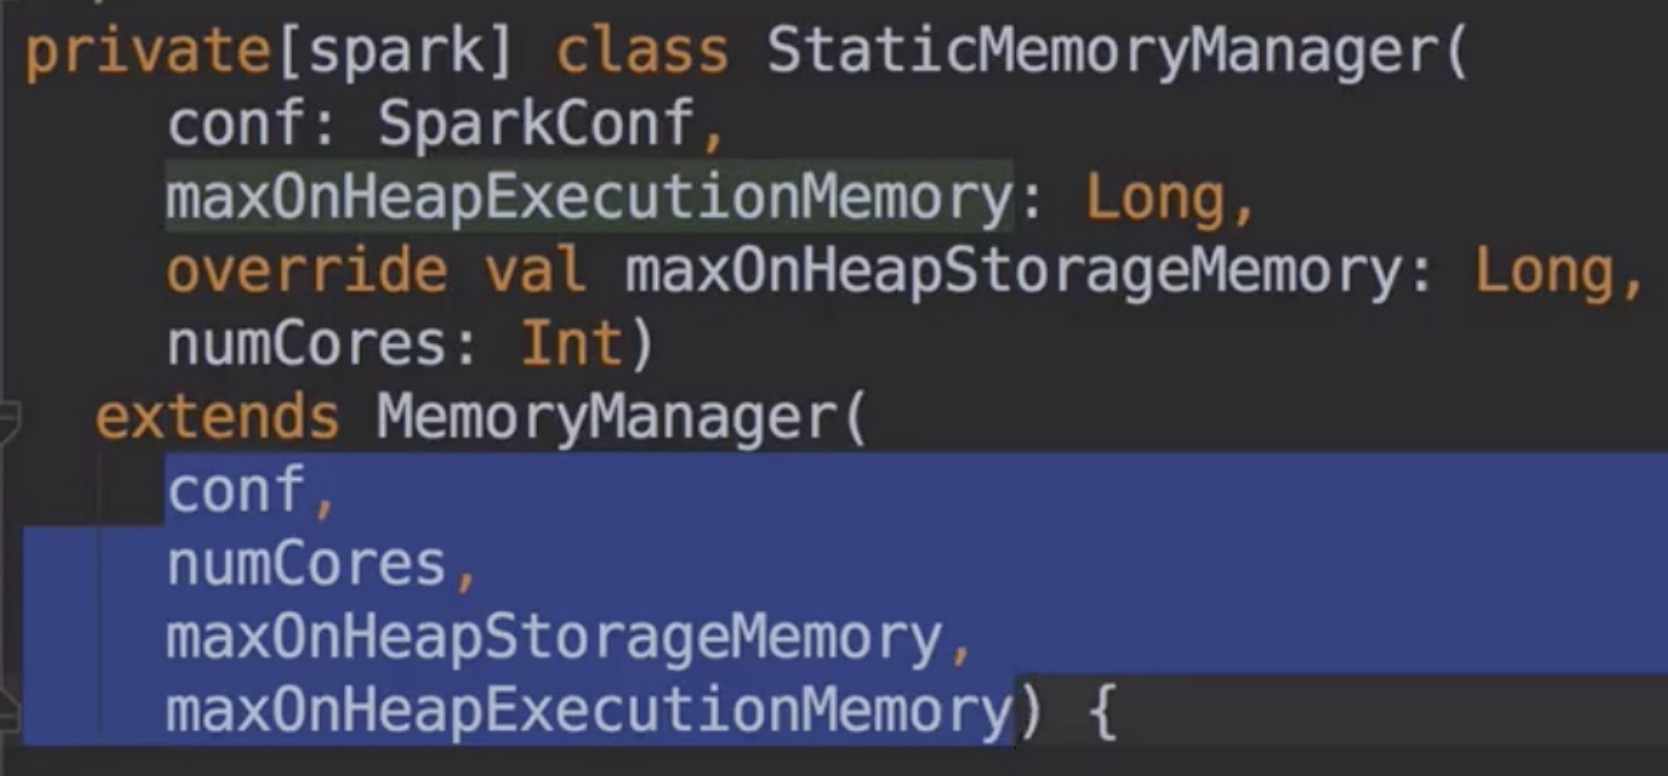 private[spark] class StaticMemoryManager(
conf: SparkConf,
maxOnHeapExecutionMemory: Long,
override val maxOnHeapStorageMemory: Long,
numCores: Int)
extends MemoryManager(
conf,
numCores,
maxOnHeapStorageMemory,
maxOnHeapExecutionMemory) {